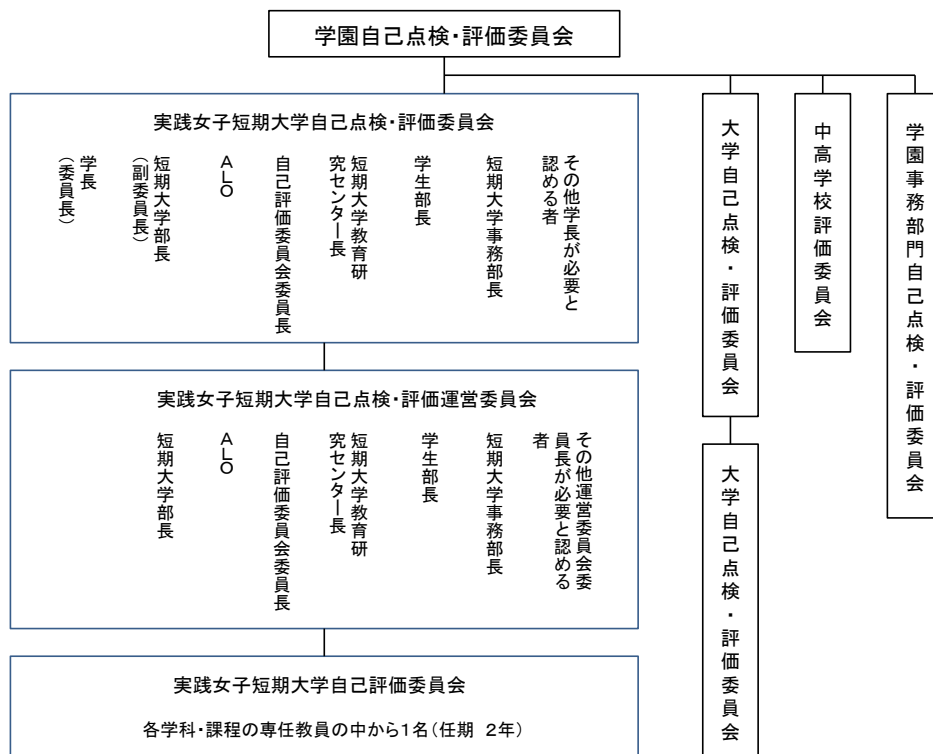 学園自己点検・評価委員会
実践女子短期大学自己点検・評価委員会
学長
(委員長)
短期大学部長
(副委員長)
ALO
自己評価委員会委員長
短期大学教育研
究センター長
学生部長
短期大学事務部長
その他学長が必要と
認める者
実践女子短期大学自己点検・評価運営委員会
短期大学部長
ALO
自己評価委員会委員長
短期大学教育研
究センター長
学生部長
短期大学事務部長
その他運営委員会委
員長が必要と認める
者
実践女子短期大学自己評価委員会
各学科・課程の専任教員の中から1名(任期 2年)
大学自己点検・評価委員会
大学自己点検・評価委員会
中高学校評価委員会
学園事務部門自己点検・評価委員会